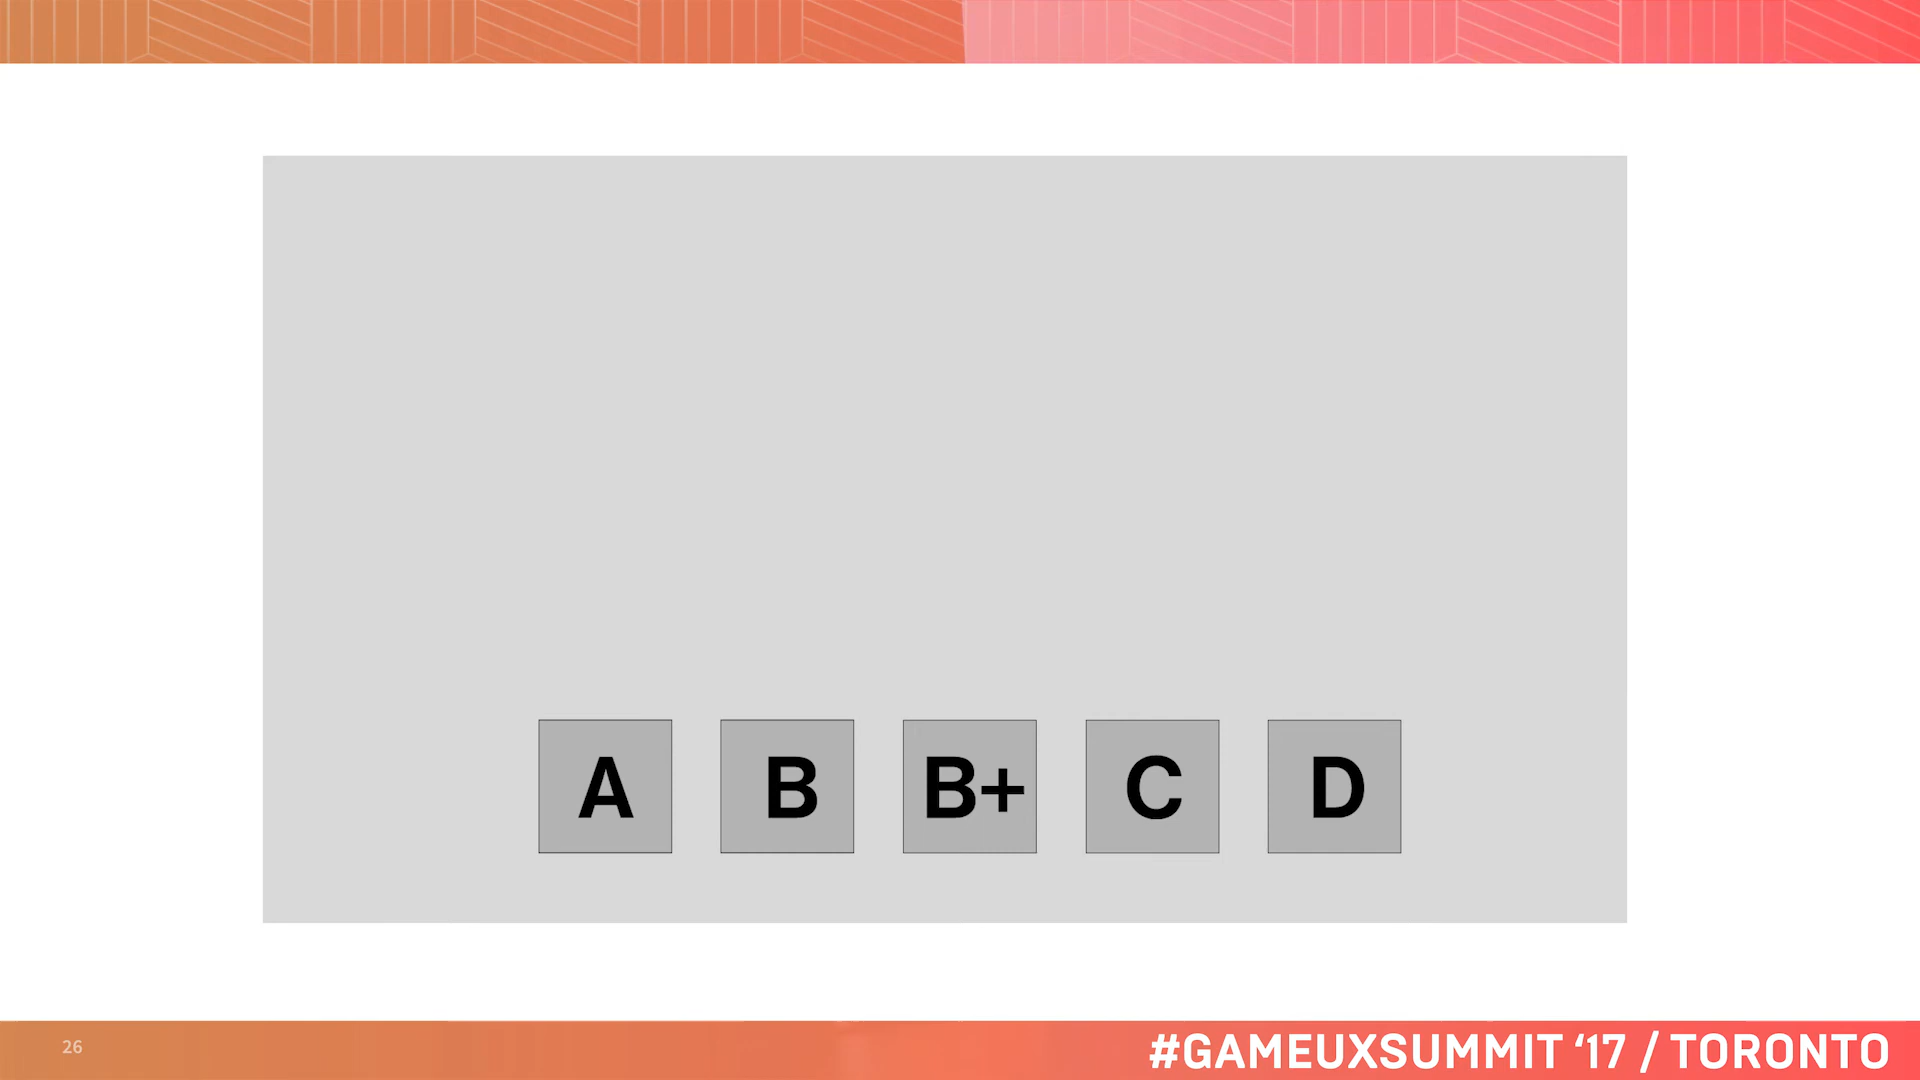 A B B+ C D
26
#GAMEUXSUMMIT ‘17 / TORONTO